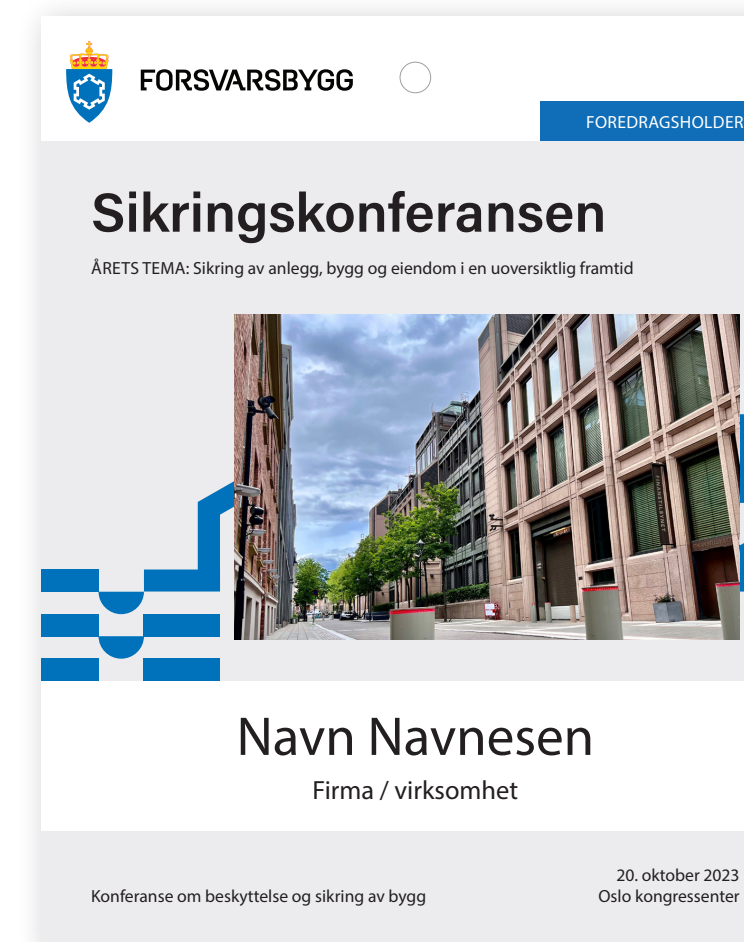 FORSVARSBYGG
FOREDRAGSHOLDER
Sikringskonferansen
ÅRETS TEMA: Sikring av anlegg, bygg og eiendom i en uoversiktlig framtid
FINANSTILSYNET
Navn Navnesen
Firma / virksomhet
20. oktober 2023
Konferanse om beskyttelse og sikring av bygg
Oslo kongressenter